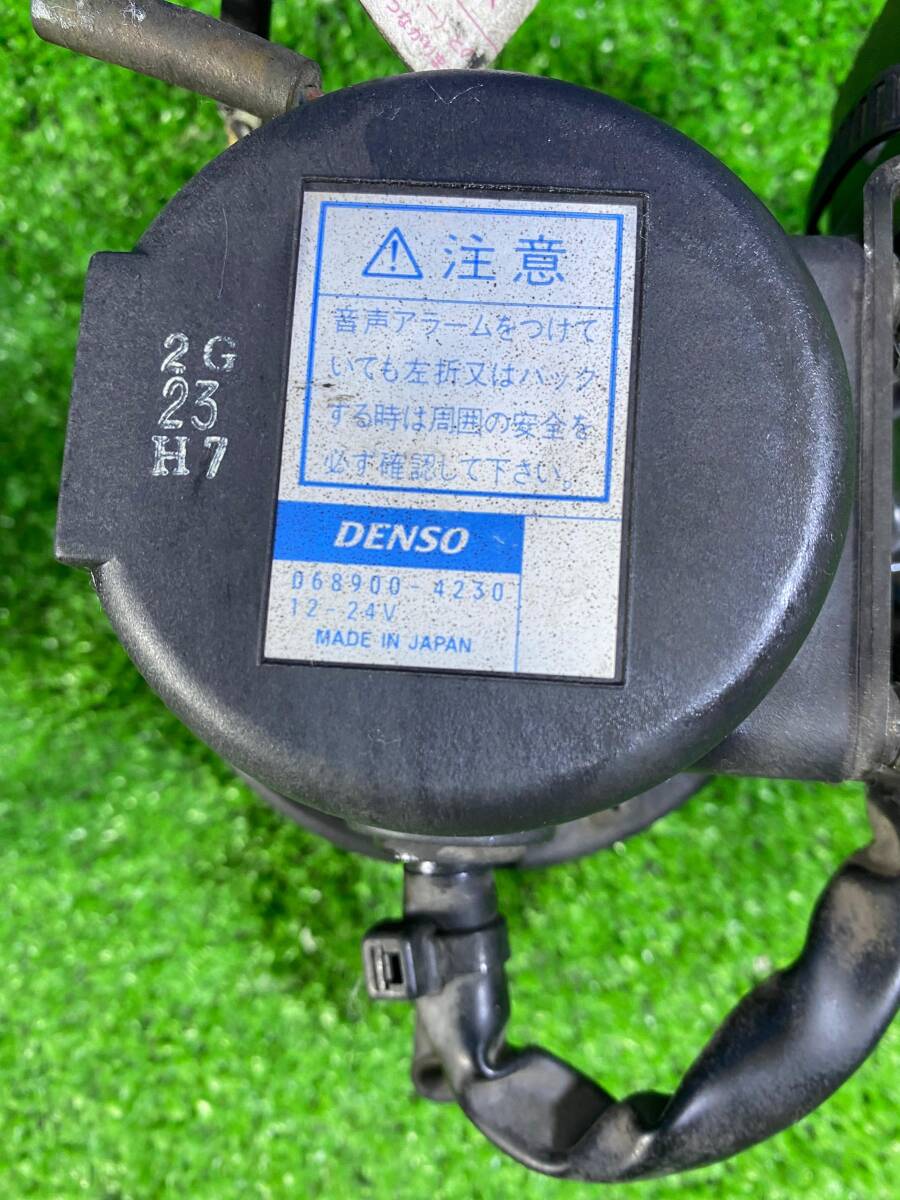 ⚠ 注意
音声アラームをつけて
いても左折又はバック
する時は周囲の安全を
必ず確認して下さい。
DENSO
D68900-4230
12-24V
MADE IN JAPAN
2G
23
H7